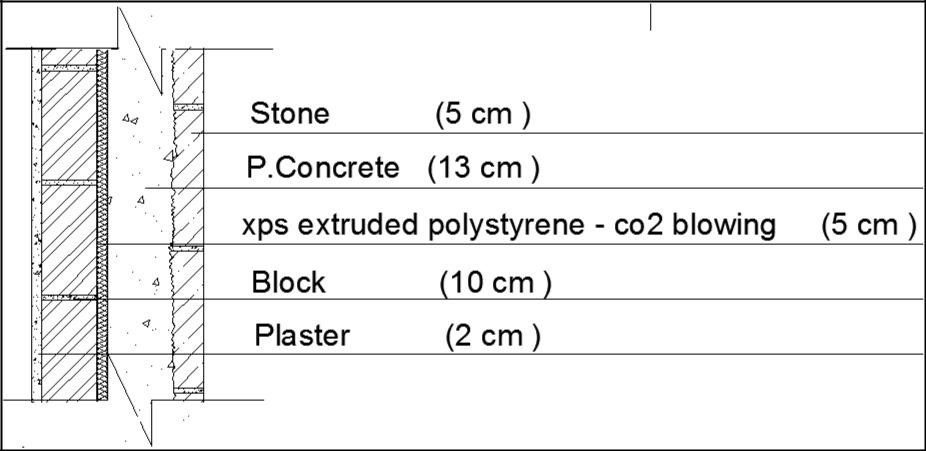 Stone (5 cm )
P.Concrete (13 cm )
xps extruded polystyrene - co2 blowing (5 cm )
Block (10 cm )
Plaster (2 cm )